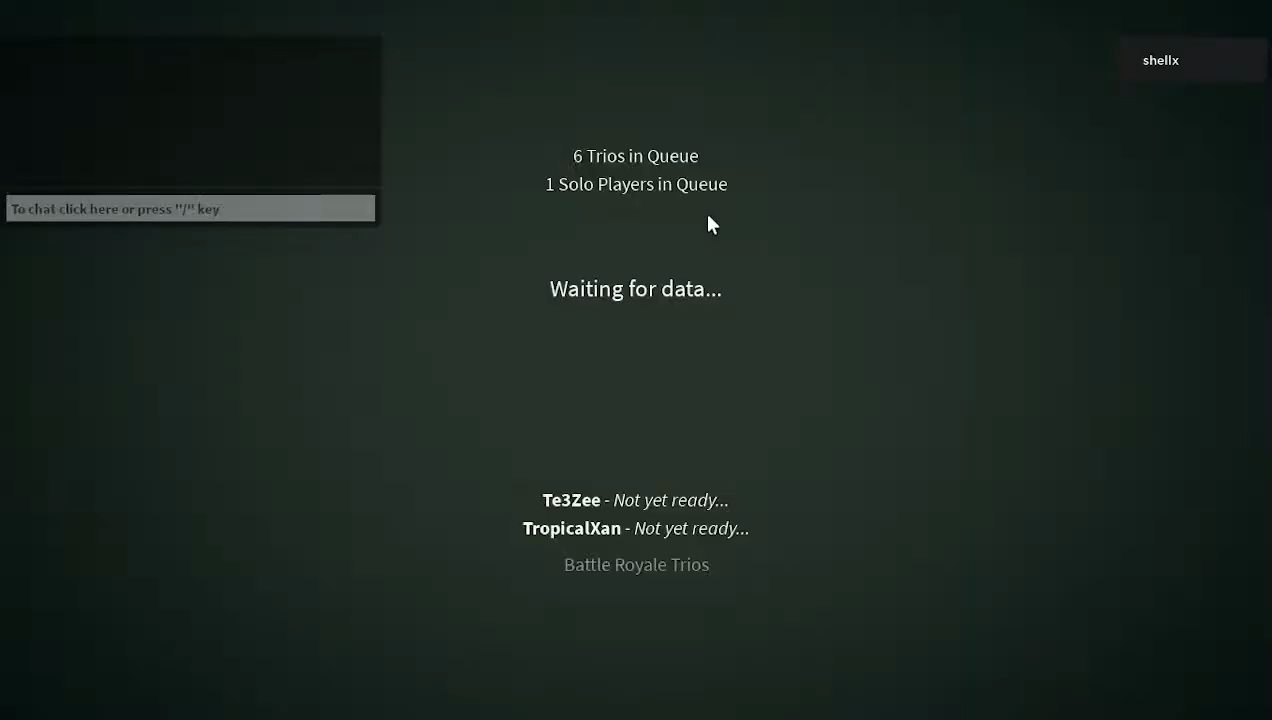 shellx
6 Trios in Queue
1 Solo Players in Queue
To chat click here or press "/" key
Waiting for data...
Te3Zee - Not yet ready...
TropicalXan - Not yet ready...
Battle Royale Trios